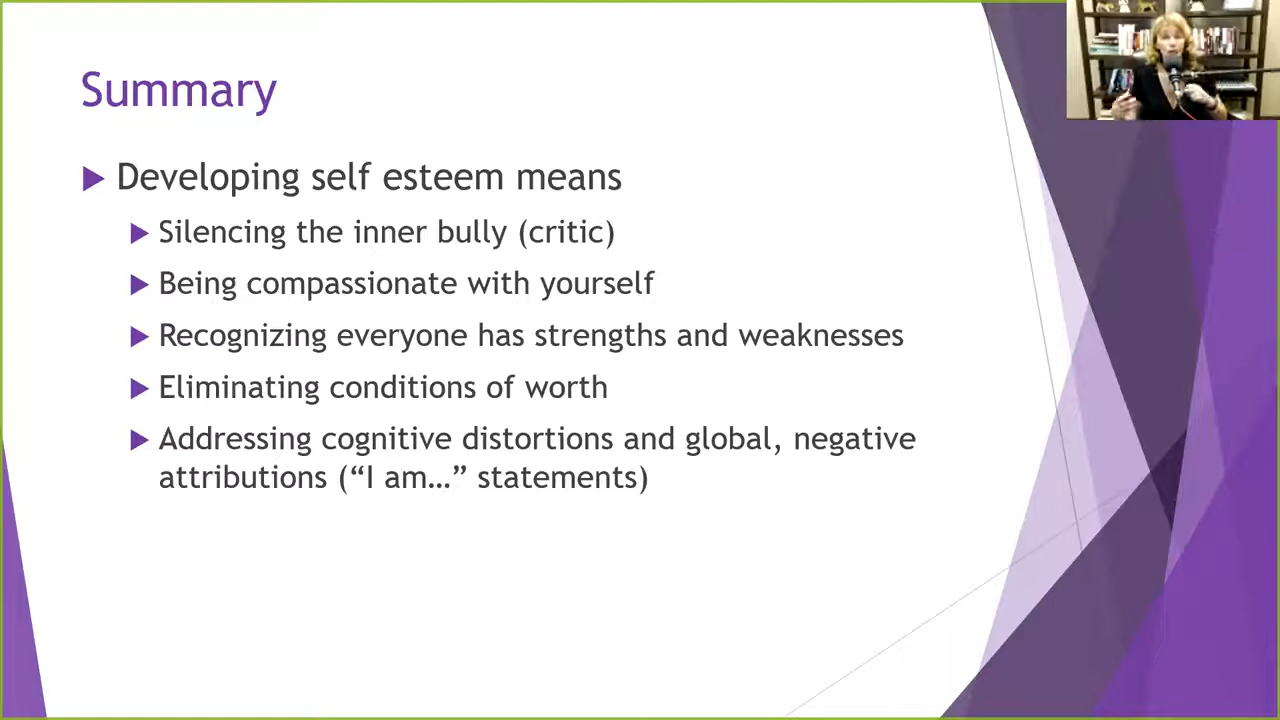 Summary
Developing self esteem means
Silencing the inner bully (critic)
Being compassionate with yourself
Recognizing everyone has strengths and weaknesses
Eliminating conditions of worth
Addressing cognitive distortions and global, negative
attributions (“I am…” statements)